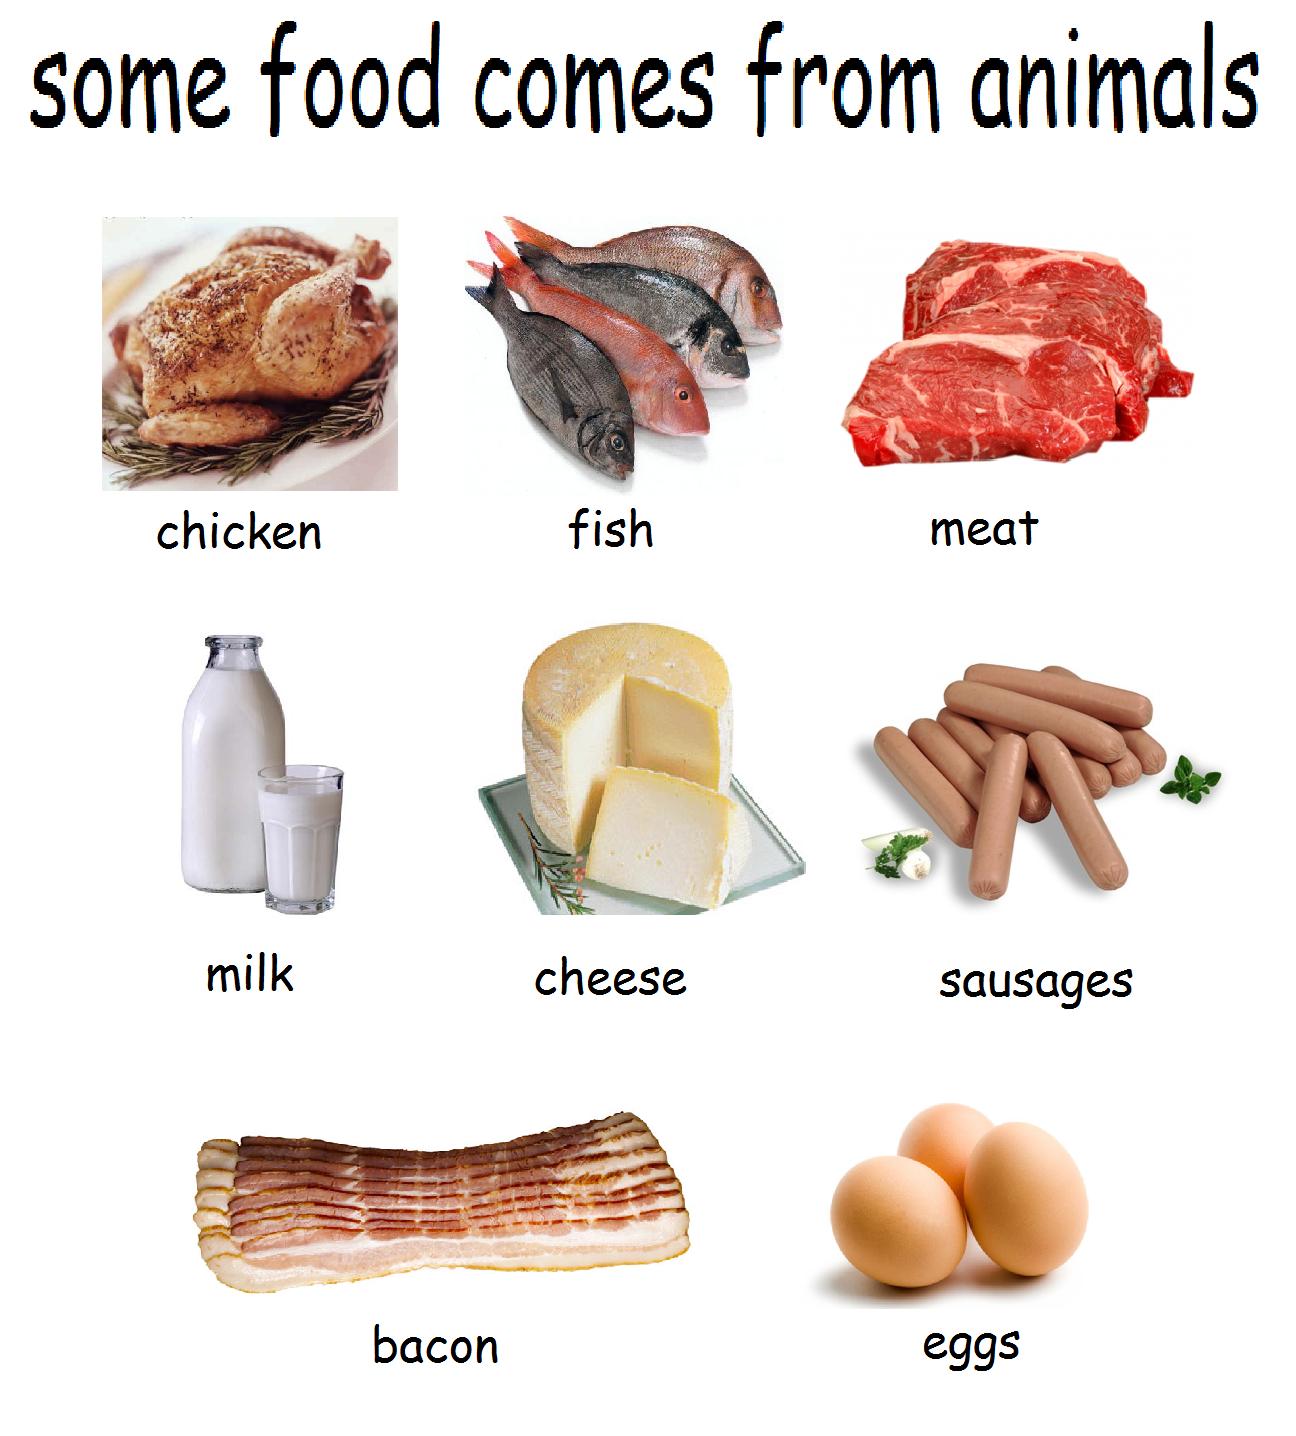 some food comes from animals
chicken
fish
meat
milk
cheese
sausages
bacon
eggs